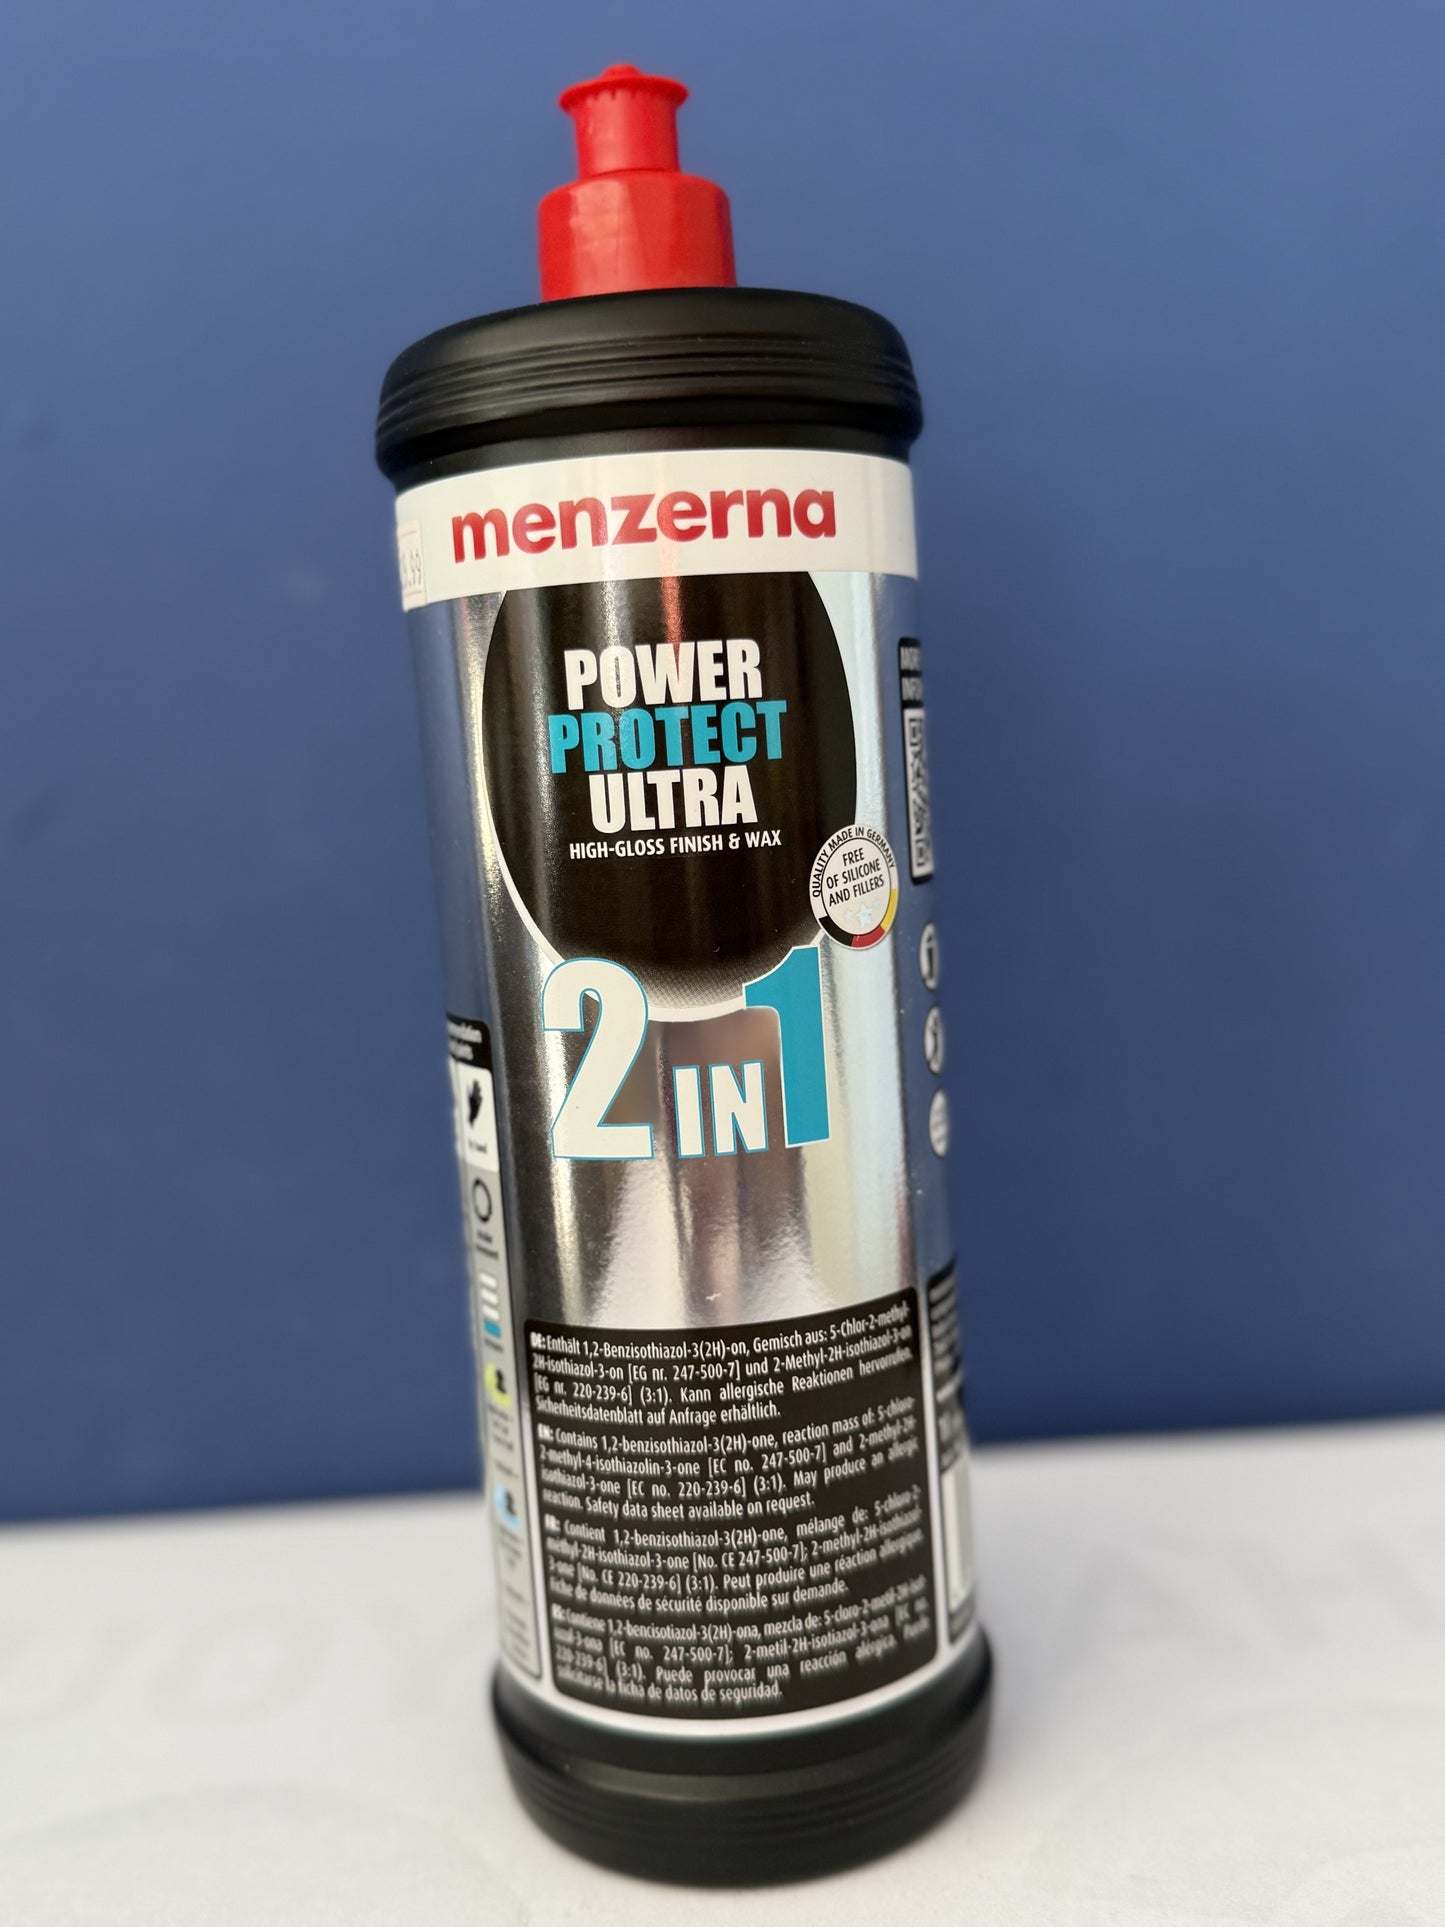 menzerna
9.99
POWER
PROTECT
ULTRA
HIGH-GLOSS FINISH & WAX
QUALITY MADE IN GERMANY
FREE
OF SILICONE
AND FILLERS
2 IN 1
MORE
DE: Enthält 1,2-Benzisothiazol-3(2H)-on, Gemisch aus: 5-Chlor-2-methyl-
2H-isothiazol-3-on [EG nr. 247-500-7] und 2-Methyl-2H-isothiazol-3-on
[EG nr. 220-239-6] (3:1). Kann allergische Reaktionen hervorrufen.
Sicherheitsdatenblatt auf Anfrage erhältlich.
EN: Contains 1,2-benzisothiazol-3(2H)-one, reaction mass of: 5-chloro-
2-methyl-4-isothiazolin-3-one [EC no. 247-500-7] and 2-methyl-2H-
isothiazol-3-one [EC no. 220-239-6] (3:1). May produce an allergic
reaction. Safety data sheet available on request.
FR: Contient 1,2-benzisothiazol-3(2H)-one, mélange de: 5-chloro-2-
méthyl-2H-isothiazol-3-one [No. CE 247-500-7]; 2-methyl-2H-isothiazol-
3-one [No. CE 220-239-6] (3:1). Peut produire une réaction allergique.
Fiche de données de sécurité disponible sur demande.
ES: Contiene 1,2-bencisotiazol-3(2H)-ona, mezcla de: 5-cloro-2-metil-2H-isoti
azol-3-ona [EC no. 247-500-7]; 2-metil-2H-isotiazol-3-ona [EC no.
220-239-6] (3:1). Puede provocar una reacción alérgica. Puede
solicitarse la ficha de datos de seguridad.